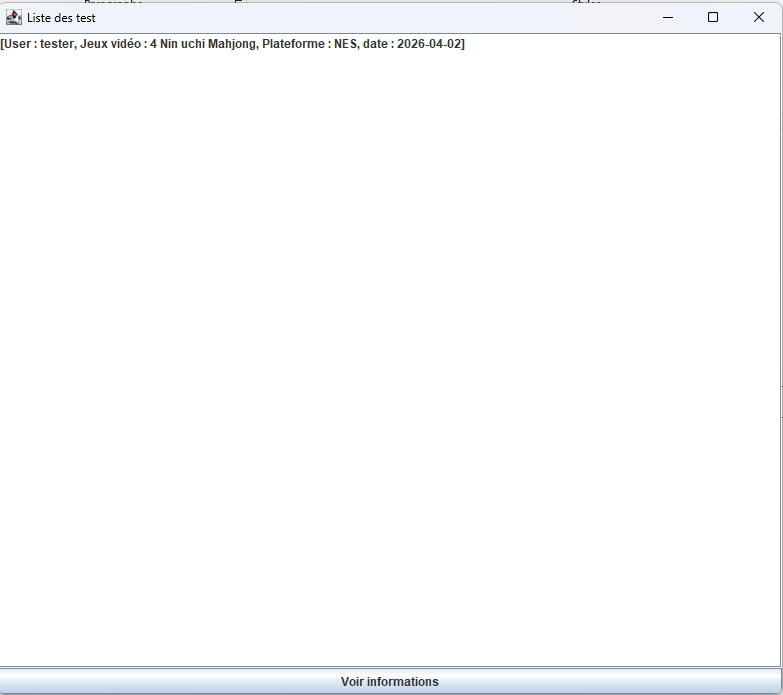 Liste des test
[User : tester, Jeux vidéo : 4 Nin uchi Mahjong, Plateforme : NES, date : 2026-04-02]
Voir informations